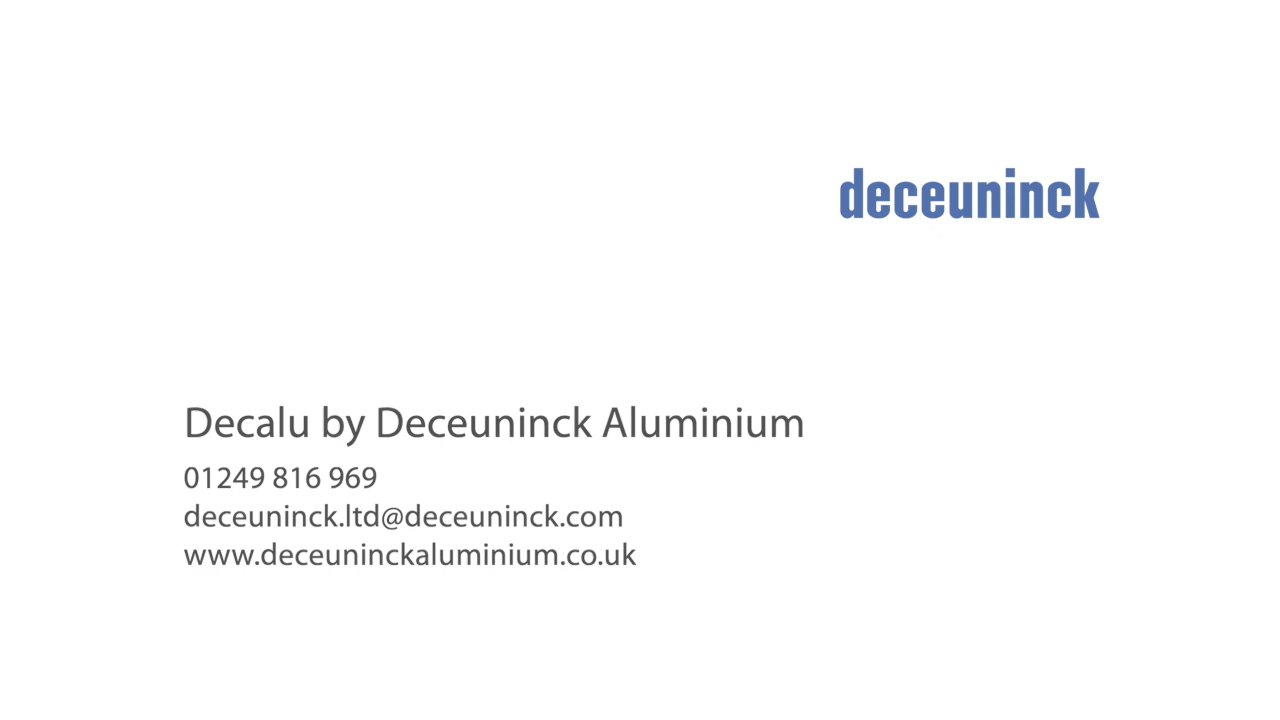 deceuninck
Decalu by Deceuninck Aluminium
01249 816 969
deceuninck.ltd@deceuninck.com
www.deceuninckaluminium.co.uk